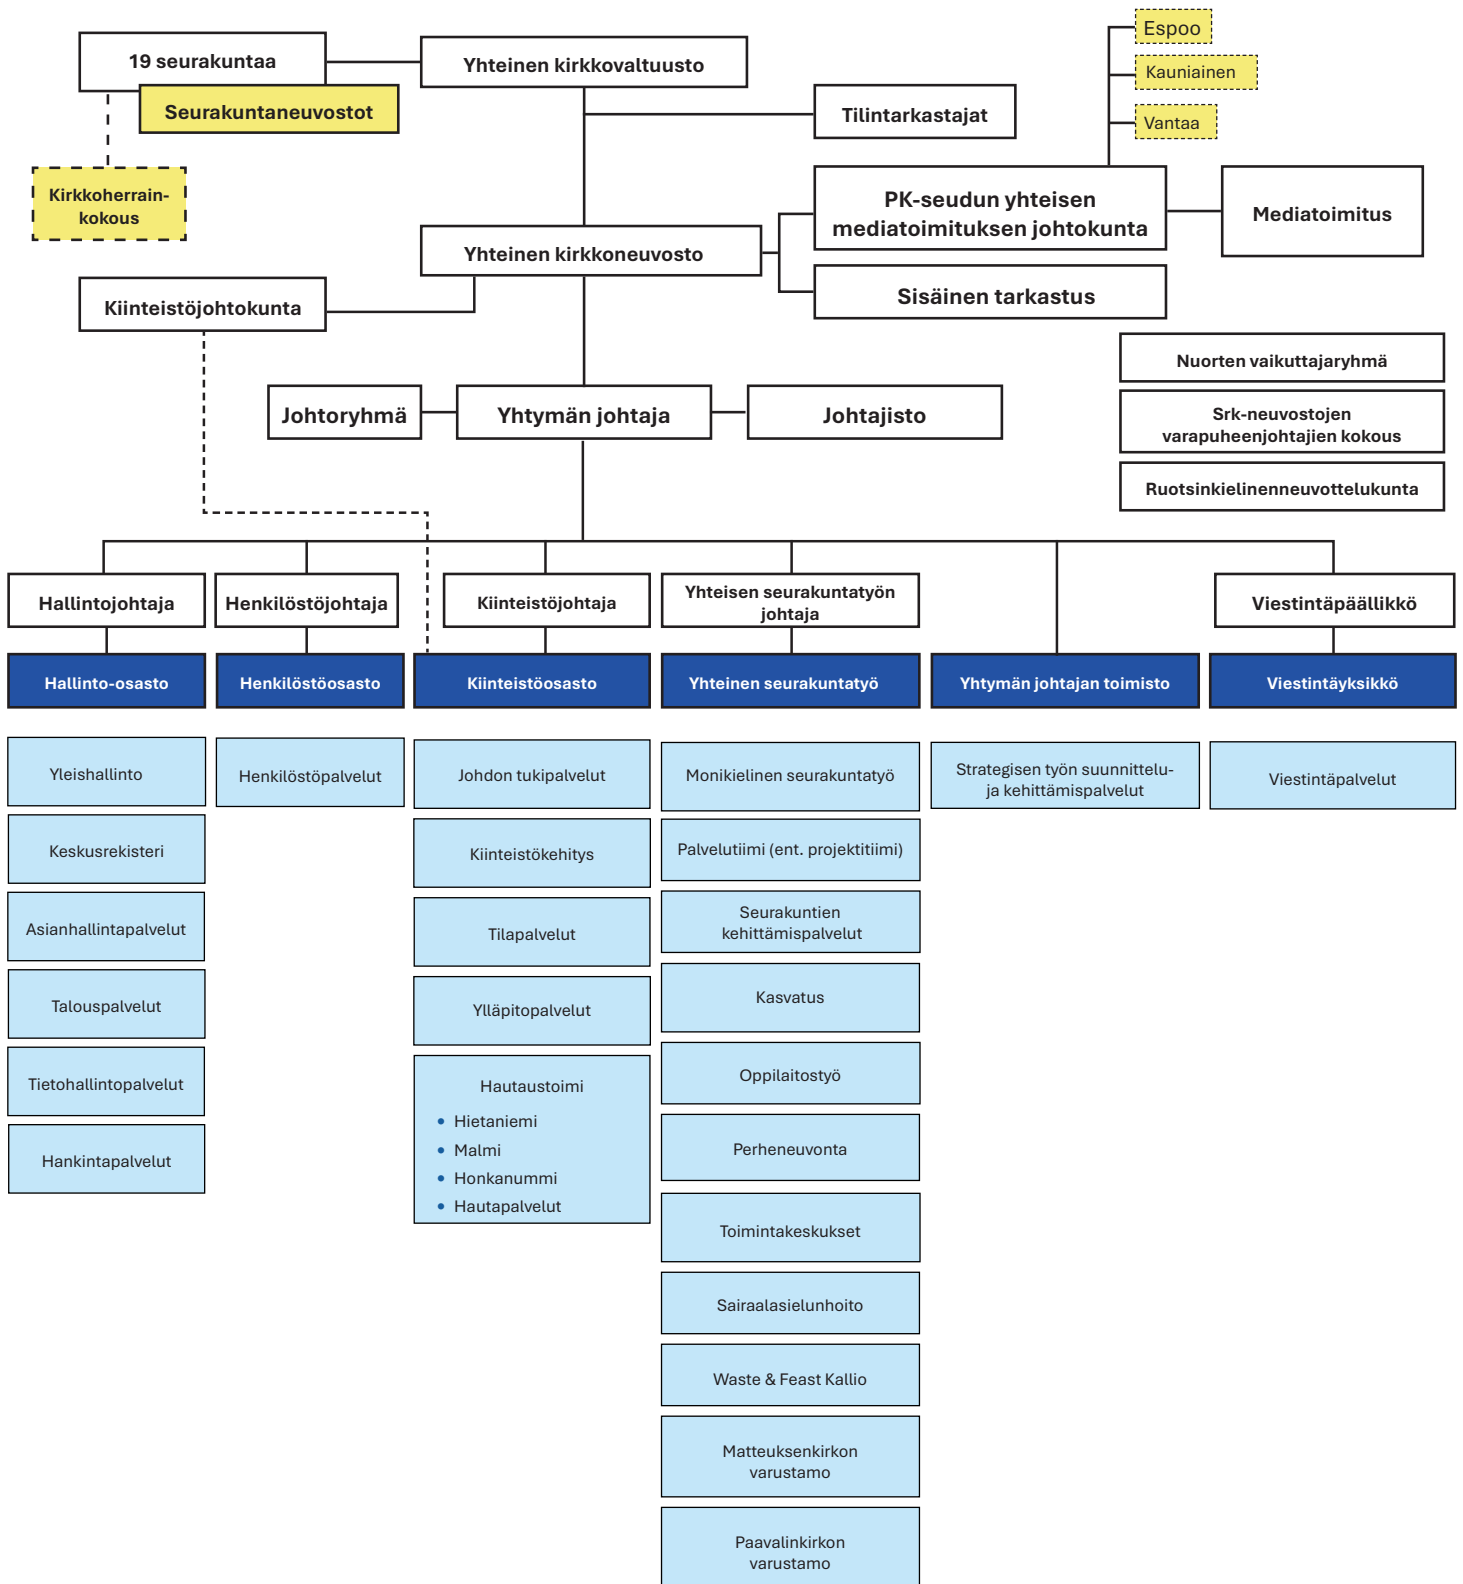 19 seurakuntaa
Seurakuntaneuvostot
Kirkkoherrain-
kokous
Yhteinen kirkkovaltuusto
Tilintarkastajat
Espoo
Kauniainen
Vantaa
PK-seudun yhteisen
mediatoimituksen johtokunta
Mediatoimitus
Yhteinen kirkkoneuvosto
Sisäinen tarkastus
Kiinteistöjohtokunta
Nuorten vaikuttajaryhmä
Srk-neuvostojen
varapuheenjohtajien kokous
Ruotsinkielinenneuvottelukunta
Johtoryhmä
Yhtymän johtaja
Johtajisto
Hallintojohtaja
Henkilöstöjohtaja
Kiinteistöjohtaja
Yhteisen seurakuntatyön
johtaja
Viestintäpäällikkö
Hallinto-osasto
Henkilöstöosasto
Kiinteistöosasto
Yhteinen seurakuntatyö
Yhtymän johtajan toimisto
Viestintäyksikkö
Yleishallinto
Keskusrekisteri
Asianhallintapalvelut
Talouspalvelut
Tietohallintopalvelut
Hankintapalvelut
Henkilöstöpalvelut
Johdon tukipalvelut
Kiinteistökehitys
Tilapalvelut
Ylläpitopalvelut
Hautaustoimi
• Hietaniemi
• Malmi
• Honkanummi
• Hautapalvelut
Monikielinen seurakuntatyö
Palvelutiimi (ent. projektitiimi)
Seurakuntien
kehittämispalvelut
Kasvatus
Oppilaitostyö
Perheneuvonta
Toimintakeskukset
Sairaalasielunhoito
Waste & Feast Kallio
Matteuksenkirkon
varustamo
Paavalinkirkon
varustamo
Strategisen työn suunnittelu-
ja kehittämispalvelut
Viestintäpalvelut